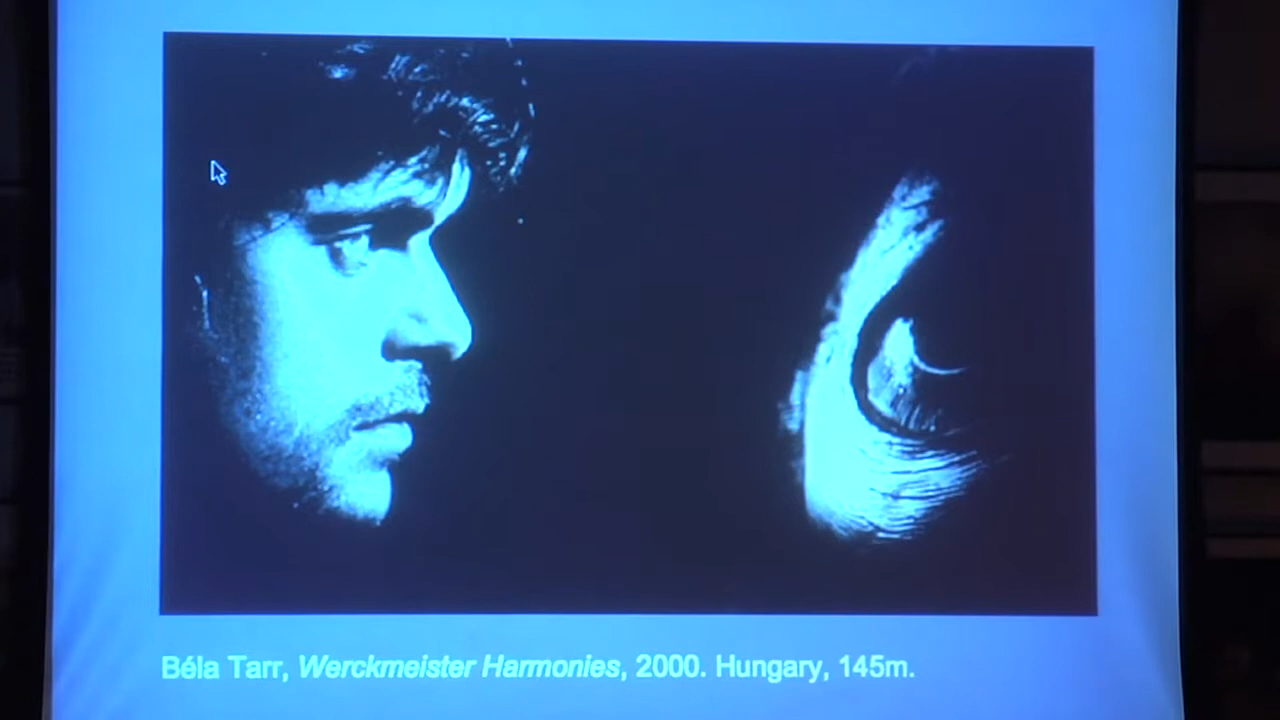 Béla Tarr, Werckmeister Harmonies, 2000. Hungary, 145m.